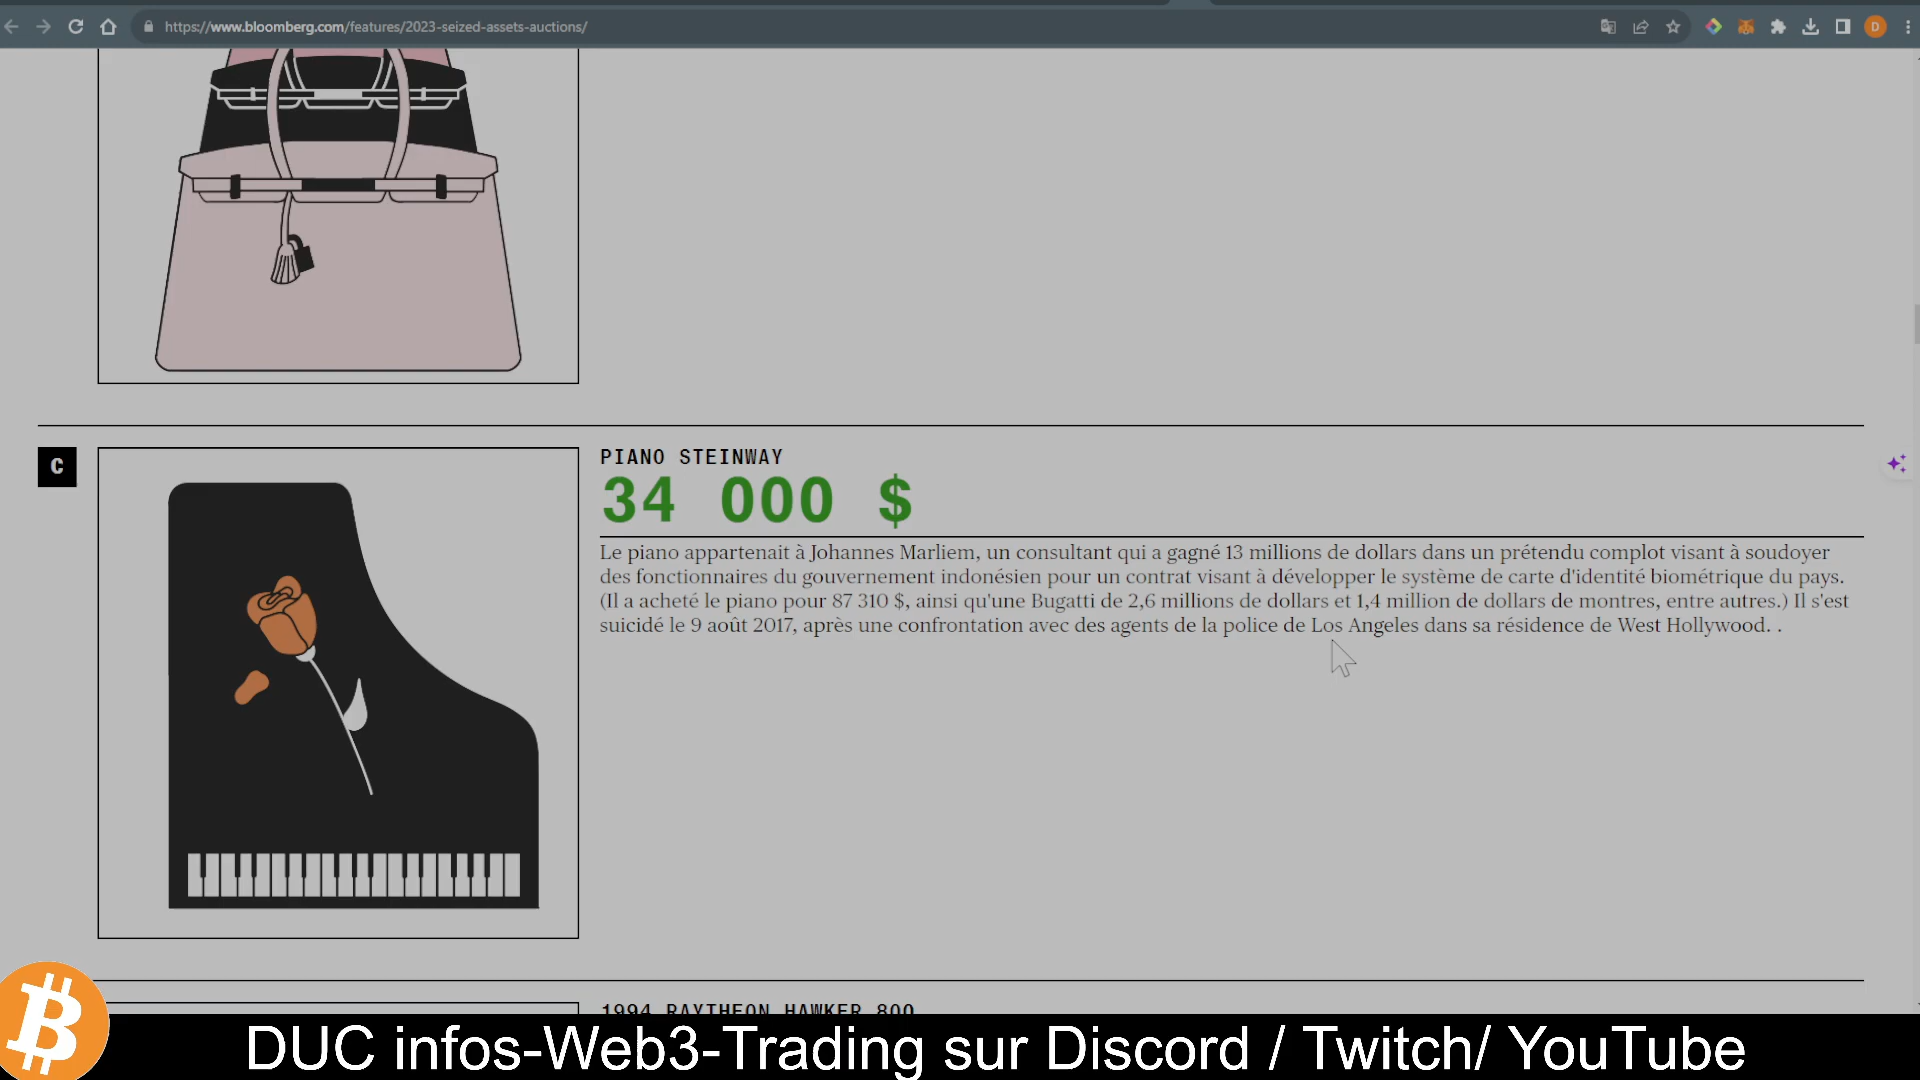 https://www.bloomberg.com/features/2023-seized-assets-auctions/
D
C
PIANO STEINWAY
34 000 $
Le piano appartenait à Johannes Marliem, un consultant qui a gagné 13 millions de dollars dans un prétendu complot visant à soudoyer
des fonctionnaires du gouvernement indonésien pour un contrat visant à développer le système de carte d'identité biométrique du pays.
(Il a acheté le piano pour 87 310 $, ainsi qu'une Bugatti de 2,6 millions de dollars et 1,4 million de dollars de montres, entre autres.) Il s'est
suicidé le 9 août 2017, après une confrontation avec des agents de la police de Los Angeles dans sa résidence de West Hollywood. .
1994 RAYTHEON HAWKER 800
DUC infos-Web3-Trading sur Discord / Twitch/ YouTube